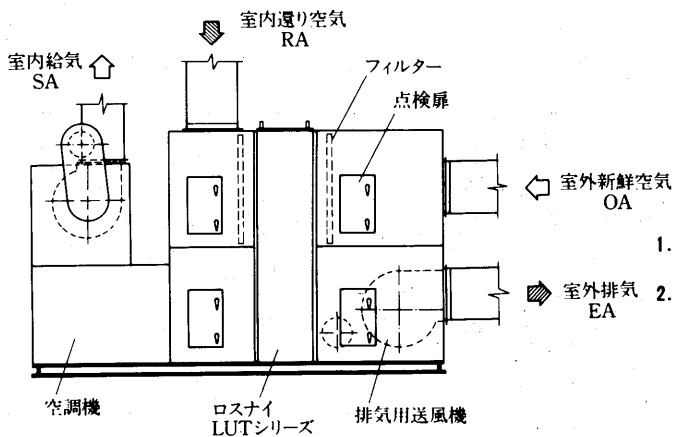 室内還り空気
RA
室内給気
SA
フィルター
点検扉
室外新鮮空気
OA
1.
室外排気
EA
2.
空調機
ロスナイ
LUTシリーズ
排気用送風機